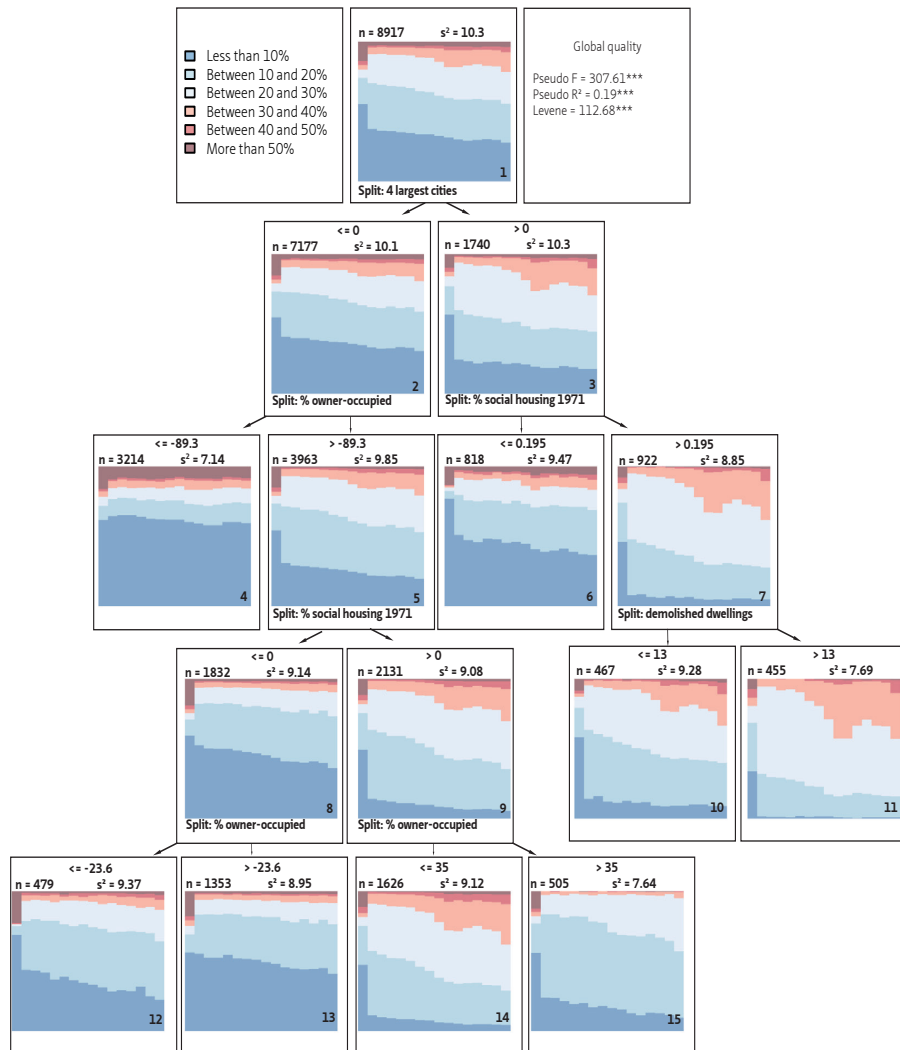 Less than 10%
Between 10 and 20%
Between 20 and 30%
Between 30 and 40%
Between 40 and 50%
More than 50%
n = 8917 s² = 10.3
1
Split: 4 largest cities
Global quality
Pseudo F = 307.61***
Pseudo R² = 0.19***
Levene = 112.68***
<= 0
n = 7177 s² = 10.1
2
Split: % owner-occupied
> 0
n = 1740 s² = 10.3
3
Split: % social housing 1971
<= -89.3
n = 3214 s² = 7.14
4
> -89.3
n = 3963 s² = 9.85
5
Split: % social housing 1971
<= 0.195
n = 818 s² = 9.47
6
> 0.195
n = 922 s² = 8.85
7
Split: demolished dwellings
<= 0
n = 1832 s² = 9.14
8
Split: % owner-occupied
> 0
n = 2131 s² = 9.08
9
Split: % owner-occupied
<= 13
n = 467 s² = 9.28
10
> 13
n = 455 s² = 7.69
11
<= -23.6
n = 479 s² = 9.37
12
> -23.6
n = 1353 s² = 8.95
13
<= 35
n = 1626 s² = 9.12
14
> 35
n = 505 s² = 7.64
15